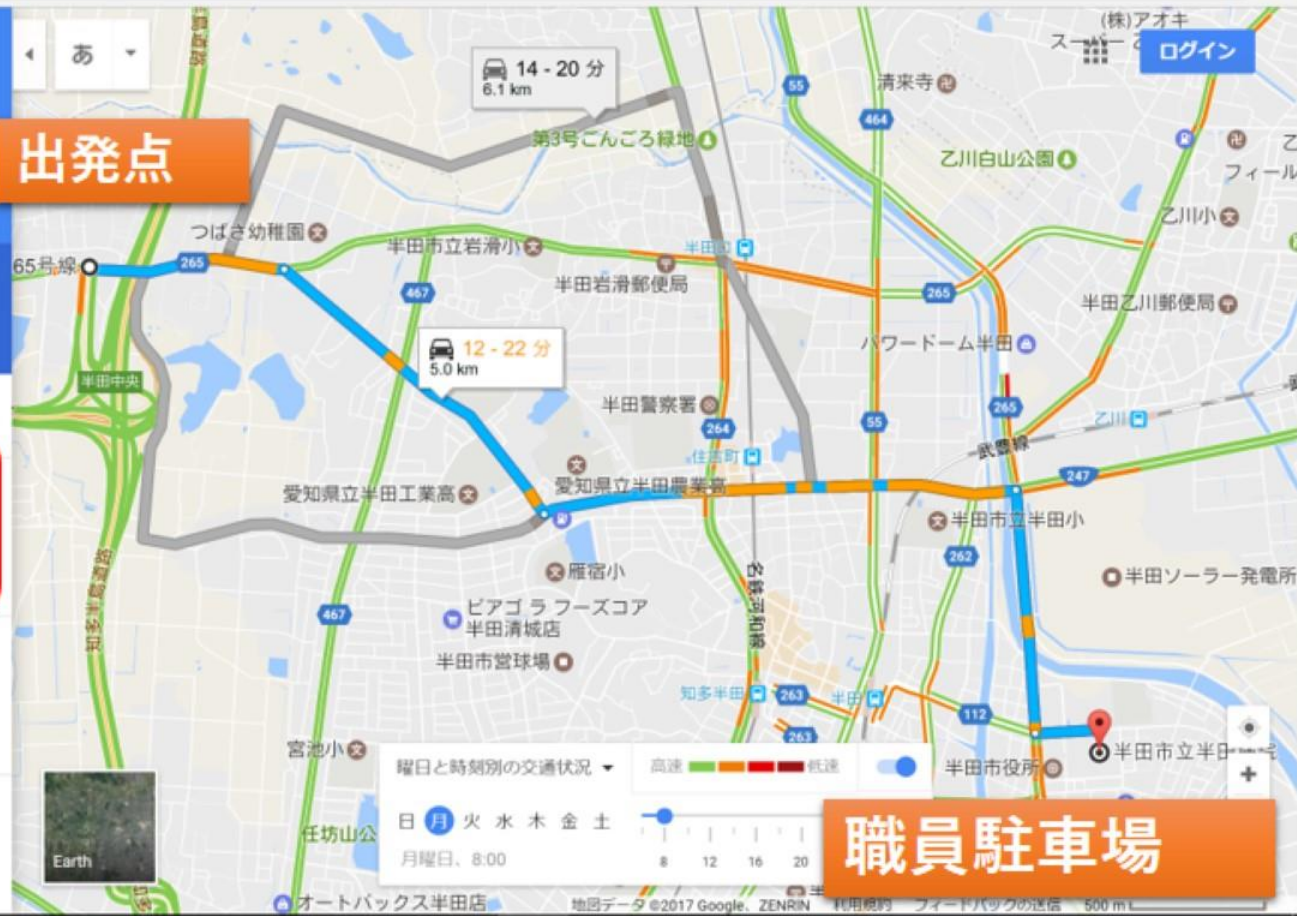 (株)アオキ
あ
ログイン
14 - 20 分
6.1 km
55
清来寺
464
第3号ごんごろ緑地
出発点
乙川白山公園
フィール
つばさ幼稚園
乙川小
半田市立岩滑小
65号線
265
半田岩滑郵便局
467
265
半田乙川郵便局
12 - 22 分
5.0 km
パワードーム半田
半田中央
半田警察署
265
264
55
乙川
武豊線
住吉町
247
愛知県立半田工業高
愛知県立半田農業高
半田市立半田小
262
雁宿小
半田ソーラー発電所
知多半島道路
名鉄河和線
467
ピアゴ ラ フーズコア
半田清城店
半田市営球場
知多半田
263
半田
112
263
宮池小
曜日と時刻別の交通状況
高速
低速
半田市役所
半田市立半田
日 月 火 水 木 金 土
任坊山公
月曜日、8:00
8 12 16 20
職員駐車場
Earth
オートバックス半田店
地図データ ©2017 Google、ZENRIN
利用規約
フィードバックの送信
500 m